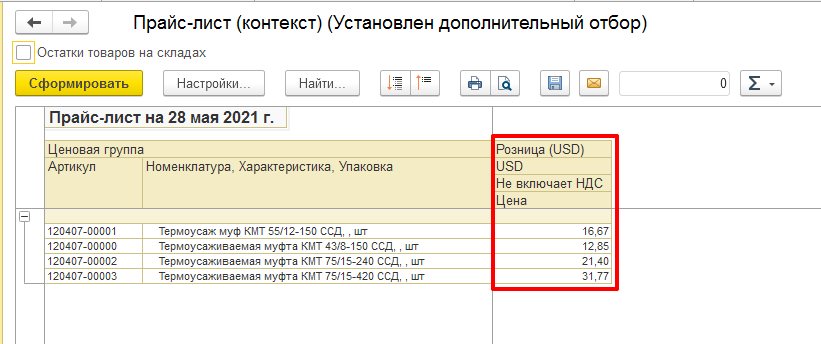 Прайс-лист (контекст) (Установлен дополнительный отбор)
Остатки товаров на складах
Сформировать Настройки... Найти... 0 Σ
Прайс-лист на 28 мая 2021 г.
Ценовая группа Розница (USD)
Артикул Номенклатура, Характеристика, Упаковка USD
Не включает НДС
Цена
120407-00001 Термоусаж муф КМТ 55/12-150 ССД, , шт 16,67
120407-00000 Термоусаживаемая муфта КМТ 43/8-150 ССД, , шт 12,85
120407-00002 Термоусаживаемая муфта КМТ 75/15-240 ССД, , шт 21,40
120407-00003 Термоусаживаемая муфта КМТ 75/15-420 ССД, , шт 31,77